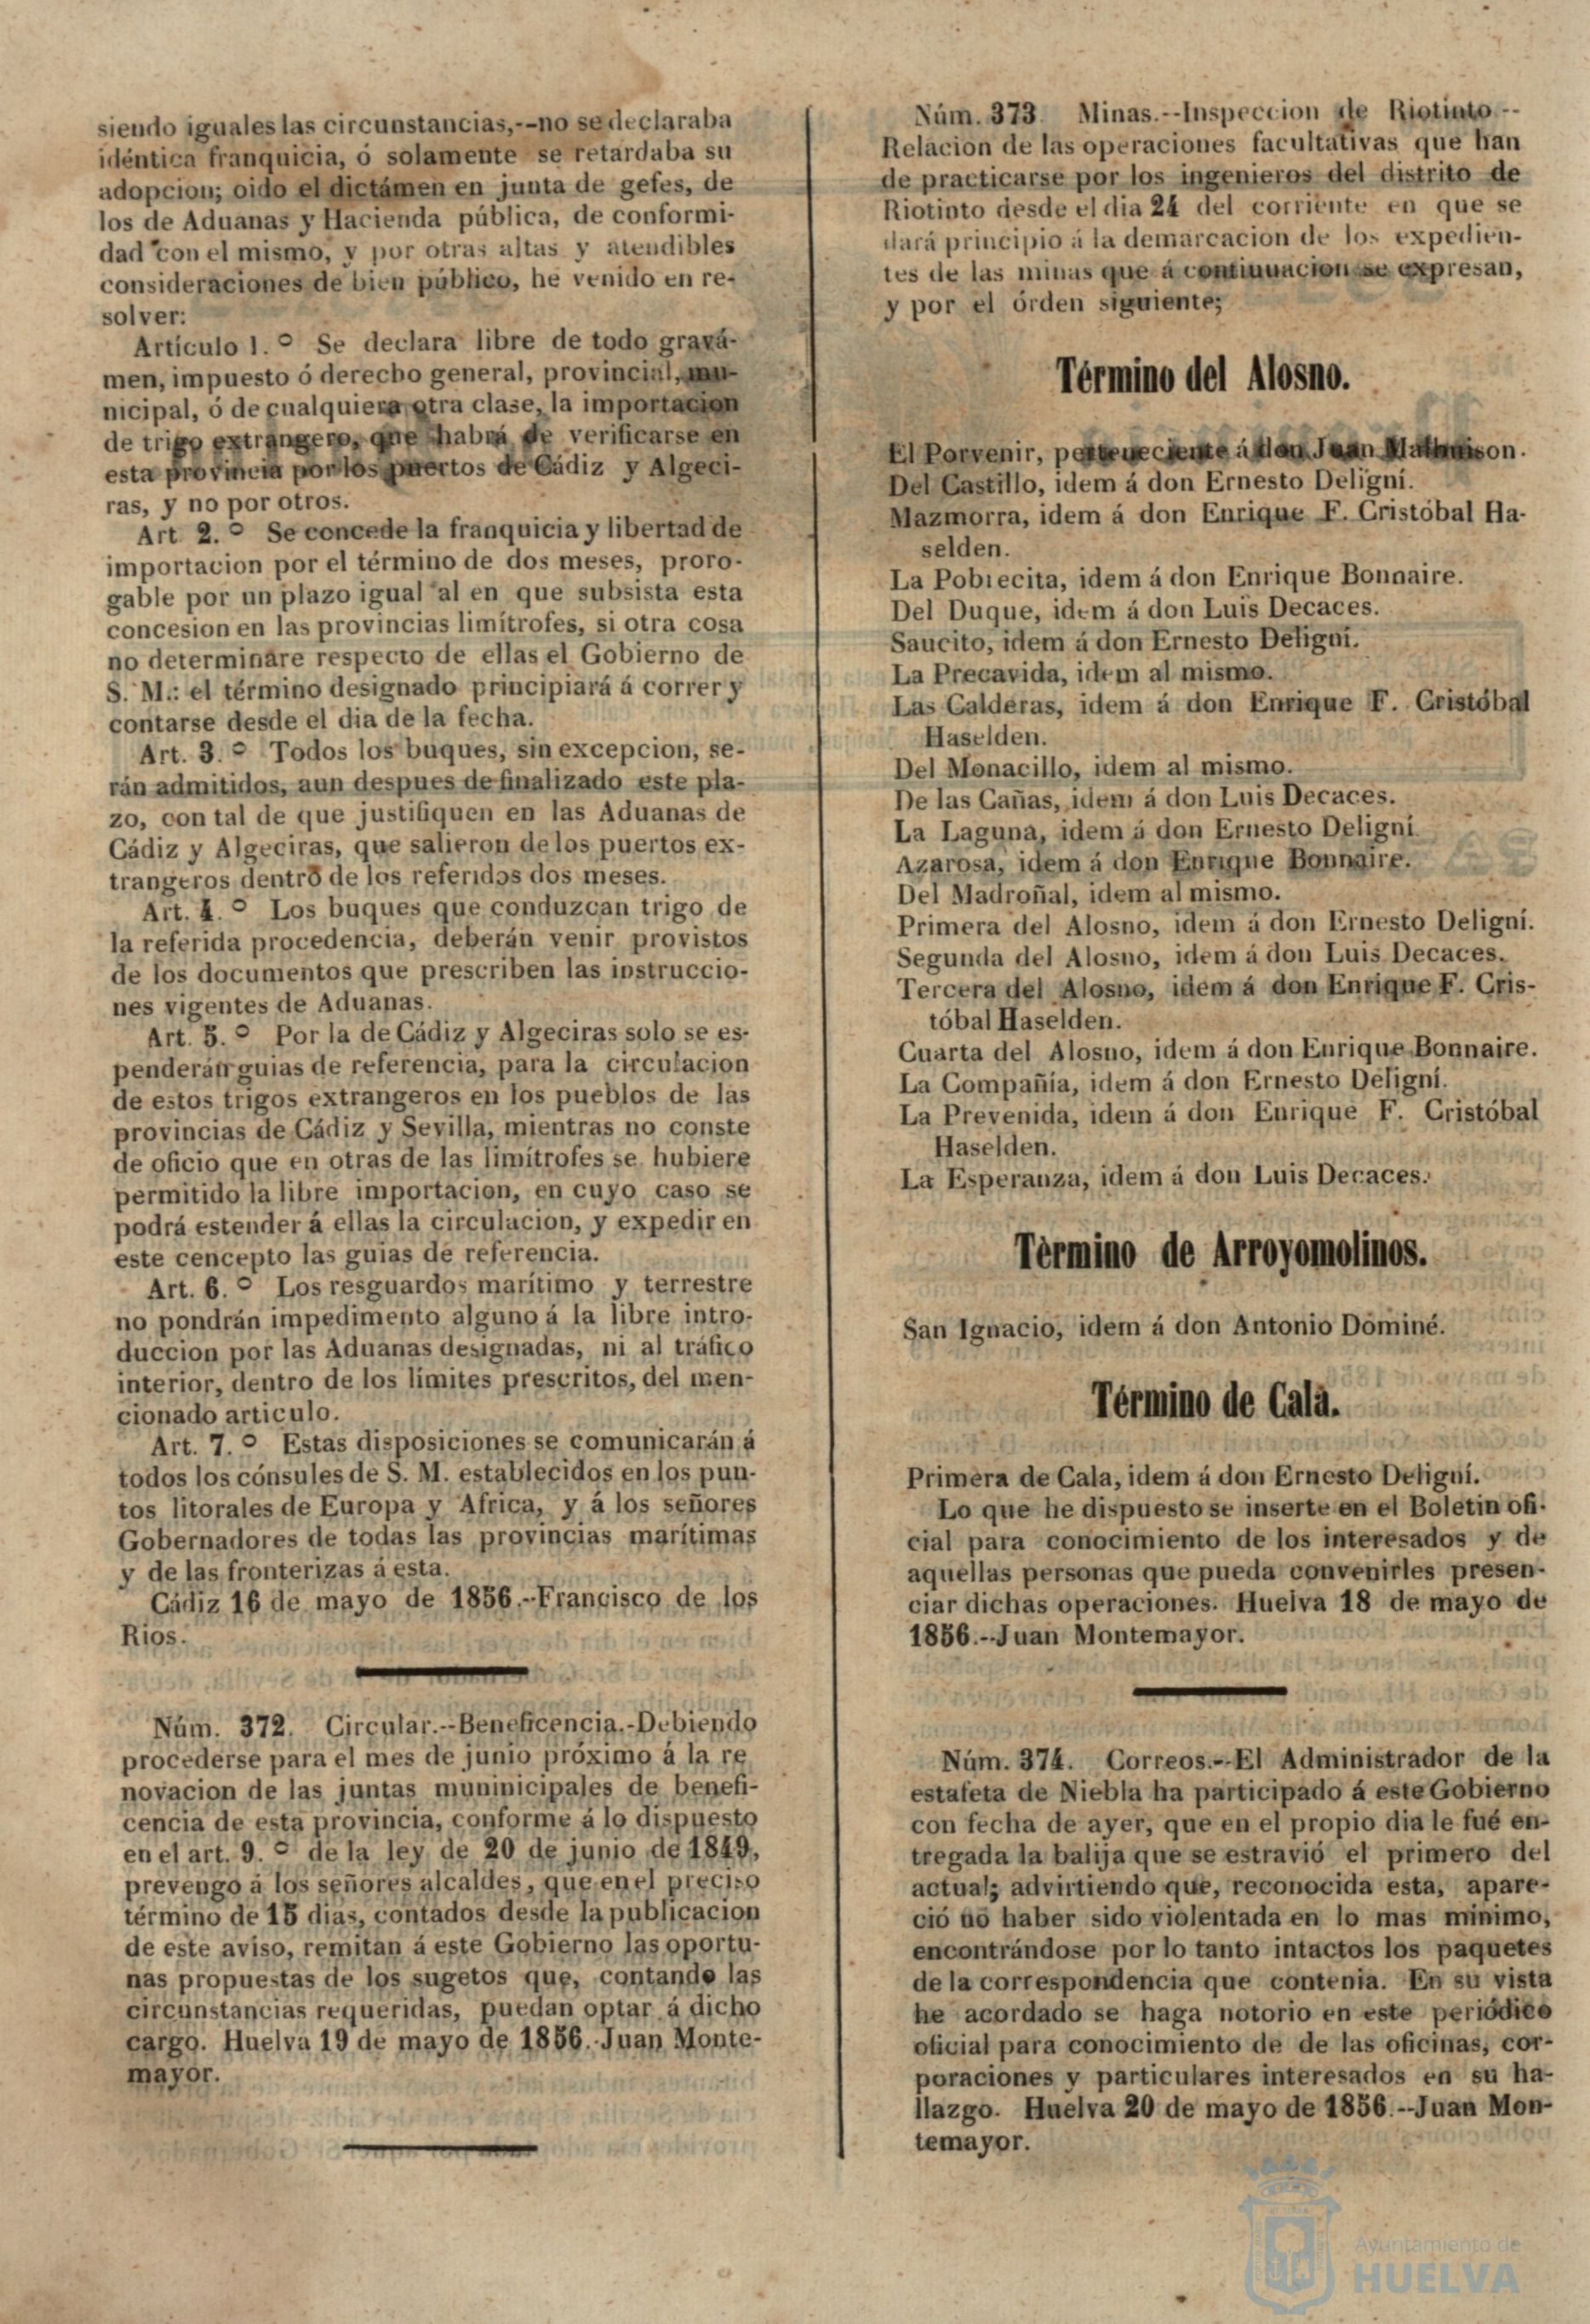 siendo iguales las circunstancias,--no se declaraba
idéntica franquicia, ó solamente se retardaba su
adopcion; oido el dictámen en junta de gefes, de
los de Aduanas y Hacienda pública, de conformi-
dad con el mismo, y por otras altas y atendibles
consideraciones de bien público, he venido en re-
solver:
Artículo 1.º Se declara libre de todo gravá-
men, impuesto ó derecho general, provincial, mu-
nicipal, ó de cualquiera otra clase, la importacion
de trigo extrangero, que habrá de verificarse en
esta provincia por los puertos de Cádiz y Algeci-
ras, y no por otros.
Art. 2.º Se concede la franquicia y libertad de
importacion por el término de dos meses, proro-
gable por un plazo igual al en que subsista esta
concesion en las provincias limítrofes, si otra cosa
no determinare respecto de ellas el Gobierno de
S. M.: el término designado principiará á correr y
contarse desde el dia de la fecha.
Art. 3.º Todos los buques, sin excepcion, se-
rán admitidos, aun despues de finalizado este pla-
zo, con tal de que justifiquen en las Aduanas de
Cádiz y Algeciras, que salieron de los puertos ex-
trangeros dentro de los referidos dos meses.
Art. 4.º Los buques que conduzcan trigo de
la referida procedencia, deberán venir provistos
de los documentos que prescriben las instruccio-
nes vigentes de Aduanas.
Art. 5.º Por la de Cádiz y Algeciras solo se es-
penderán guias de referencia, para la circulacion
de estos trigos extrangeros en los pueblos de las
provincias de Cádiz y Sevilla, mientras no conste
de oficio que en otras de las limítrofes se hubiere
permitido la libre importacion, en cuyo caso se
podrá estender á ellas la circulacion, y expedir en
este cencepto las guias de referencia.
Art. 6.º Los resguardos marítimo y terrestre
no pondrán impedimento alguno á la libre intro-
duccion por las Aduanas designadas, ni al tráfico
interior, dentro de los límites prescritos, del men-
cionado articulo.
Art. 7.º Estas disposiciones se comunicarán á
todos los cónsules de S. M. establecidos en los pun-
tos litorales de Europa y Africa, y á los señores
Gobernadores de todas las provincias marítimas
y de las fronterizas á esta.
Cádiz 16 de mayo de 1856.--Francisco de los
Rios.
Núm. 372. Circular.--Beneficencia.-Debiendo
procederse para el mes de junio próximo á la re
novacion de las juntas muninicipales de benefi-
cencia de esta provincia, conforme á lo dispuesto
en el art. 9.º de la ley de 20 de junio de 1849,
prevengo á los señores alcaldes, que en el preciso
término de 15 dias, contados desde la publicacion
de este aviso, remitan á este Gobierno las oportu-
nas propuestas de los sugetos que, contando las
circunstancias requeridas, puedan optar á dicho
cargo. Huelva 19 de mayo de 1856.-Juan Monte-
mayor.
Núm. 373. Minas.--Inspeccion de Riotinto.--
Relacion de las operaciones facultativas que han
de practicarse por los ingenieros del distrito de
Riotinto desde el dia 24 del corriente en que se
dará principio á la demarcacion de los expedien-
tes de las minas que á continuacion se expresan,
y por el órden siguiente;
Término del Alosno.
El Porvenir, perteneciente á don Juan Mathewson.
Del Castillo, idem á don Ernesto Deligní.
Mazmorra, idem á don Enrique F. Cristóbal Ha-
selden.
La Pobrecita, idem á don Enrique Bonnaire.
Del Duque, idem á don Luis Decaces.
Saucito, idem á don Ernesto Deligní.
La Precavida, idem al mismo.
Las Calderas, idem á don Enrique F. Cristóbal
Haselden.
Del Monacillo, idem al mismo.
De las Cañas, idem á don Luis Decaces.
La Laguna, idem á don Ernesto Deligní
Azarosa, idem á don Enrique Bonnaire.
Del Madroñal, idem al mismo.
Primera del Alosno, idem á don Ernesto Deligní.
Segunda del Alosno, idem á don Luis Decaces.
Tercera del Alosno, idem á don Enrique F. Cris-
tóbal Haselden.
Cuarta del Alosno, idem á don Enrique Bonnaire.
La Compañía, idem á don Ernesto Deligní.
La Prevenida, idem á don Enrique F. Cristóbal
Haselden.
La Esperanza, idem á don Luis Decaces.
Tèrmino de Arroyomolinos.
San Ignacio, idem á don Antonio Dominé.
Término de Cala.
Primera de Cala, idem á don Ernesto Deligní.
Lo que he dispuesto se inserte en el Boletin ofi-
cial para conocimiento de los interesados y de
aquellas personas que pueda convenirles presen-
ciar dichas operaciones. Huelva 18 de mayo de
1856.--Juan Montemayor.
Núm. 374. Correos.--El Administrador de la
estafeta de Niebla ha participado á este Gobierno
con fecha de ayer, que en el propio dia le fué en-
tregada la balija que se estravió el primero del
actual; advirtiendo que, reconocida esta, apare-
ció no haber sido violentada en lo mas minimo,
encontrándose por lo tanto intactos los paquetes
de la correspondencia que contenia. En su vista
he acordado se haga notorio en este periódico
oficial para conocimiento de de las oficinas, cor-
poraciones y particulares interesados en su ha-
llazgo. Huelva 20 de mayo de 1856.--Juan Mon-
temayor.
Ayuntamiento de
HUELVA